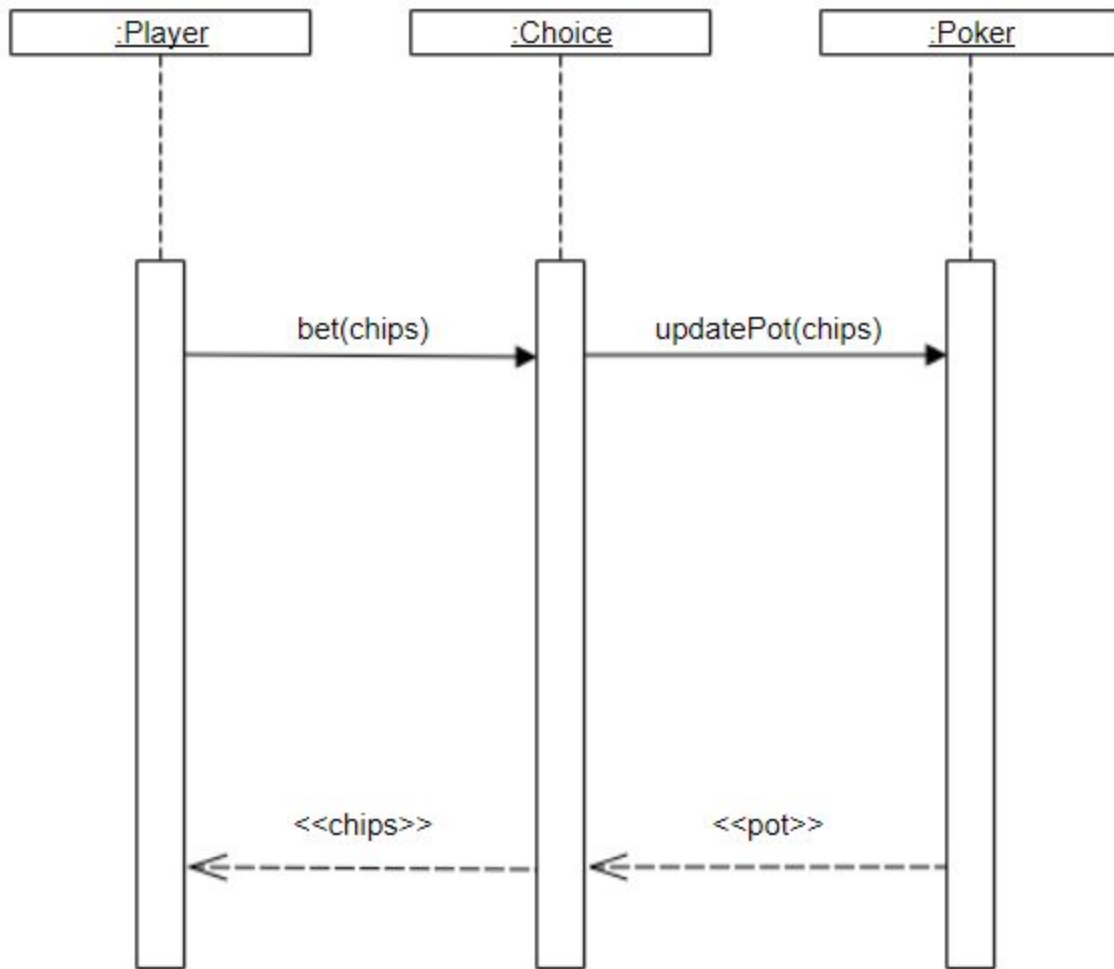 :Player
:Choice
:Poker
bet(chips)
updatePot(chips)
<<chips>>
<<pot>>